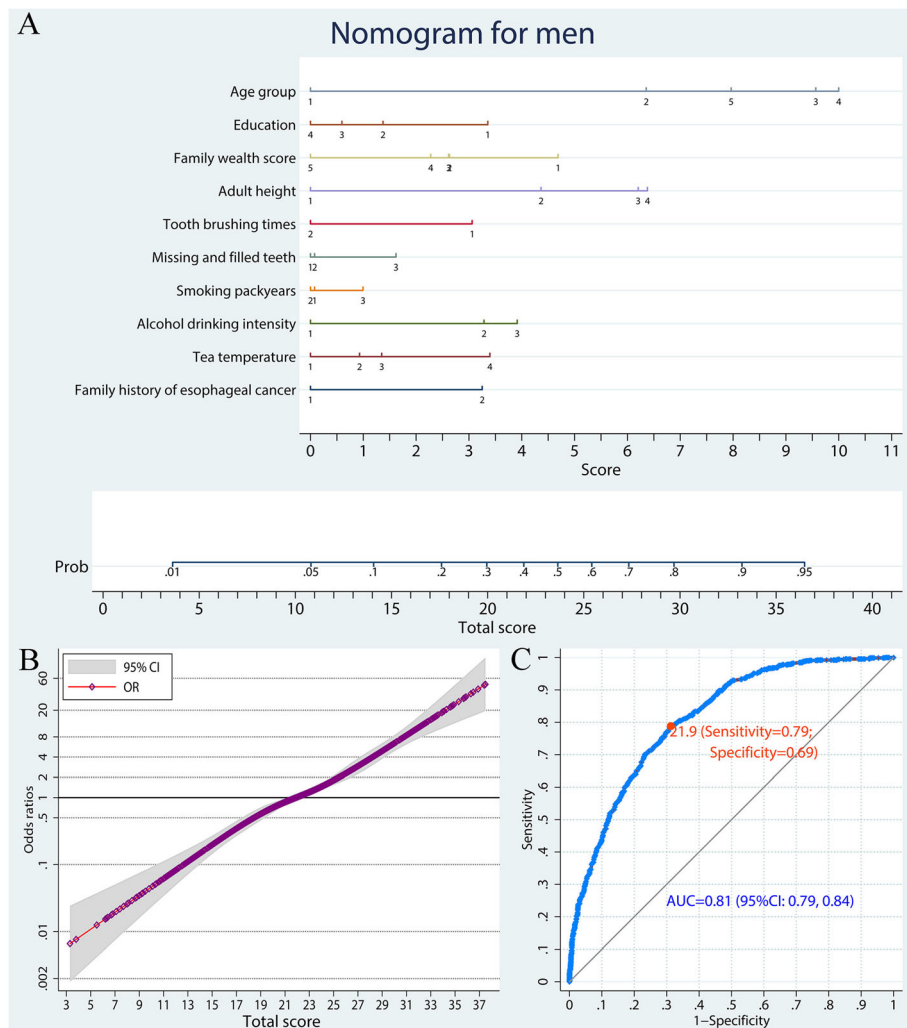 A
Nomogram for men
Age group
1 2 5 3 4
Education
4 3 2 1
Family wealth score
5 4 3 2 1
Adult height
1 2 3 4
Tooth brushing times
2 1
Missing and filled teeth
1 2 3
Smoking packyears
2 1 3
Alcohol drinking intensity
1 2 3
Tea temperature
1 2 3 4
Family history of esophageal cancer
1 2
0 1 2 3 4 5 6 7 8 9 10 11
Score
Prob
.01 .05 .1 .2 .3 .4 .5 .6 .7 .8 .9 .95
0 5 10 15 20 25 30 35 40
Total score
B
95% CI
OR
Odds ratios
60
20
8
4
2
1
.5
.1
.01
.002
3 5 7 9 11 13 15 17 19 21 23 25 27 29 31 33 35 37
Total score
C
Sensitivity
1
.9
.8
.7
.6
.5
.4
.3
.2
.1
0
21.9 (Sensitivity=0.79;
Specificity=0.69)
AUC=0.81 (95%CI: 0.79, 0.84)
0 .1 .2 .3 .4 .5 .6 .7 .8 .9 1
1−Specificity